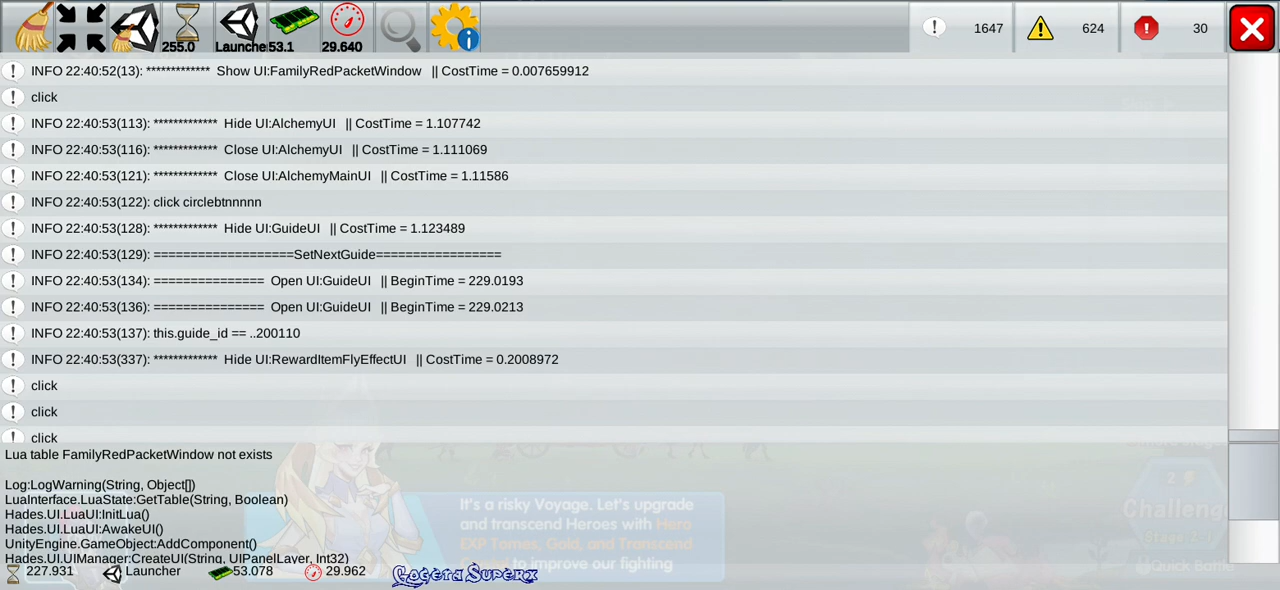 255.0
Launche
53.1
29.640
1647
624
30
INFO 22:40:52(13): ************* Show UI:FamilyRedPacketWindow || CostTime = 0.007659912
click
INFO 22:40:53(113): ************* Hide UI:AlchemyUI || CostTime = 1.107742
INFO 22:40:53(116): ************* Close UI:AlchemyUI || CostTime = 1.111069
INFO 22:40:53(121): ************* Close UI:AlchemyMainUI || CostTime = 1.11586
INFO 22:40:53(122): click circlebtnnnnn
INFO 22:40:53(128): ************* Hide UI:GuideUI || CostTime = 1.123489
INFO 22:40:53(129): ===================SetNextGuide=================
INFO 22:40:53(134): =============== Open UI:GuideUI || BeginTime = 229.0193
INFO 22:40:53(136): =============== Open UI:GuideUI || BeginTime = 229.0213
INFO 22:40:53(137): this.guide_id == ..200110
INFO 22:40:53(337): ************* Hide UI:RewardItemFlyEffectUI || CostTime = 0.2008972
click
click
click
Lua table FamilyRedPacketWindow not exists
Log:LogWarning(String, Object[])
LuaInterface.LuaState:GetTable(String, Boolean)
Hades.UI.LuaUI:InitLua()
Hades.UI.LuaUI:AwakeUI()
UnityEngine.GameObject:AddComponent()
Hades.UI.UIManager:CreateUI(String, UIPanelLayer, Int32)
It's a risky Voyage. Let's upgrade
and transcend Heroes with Hero
EXP Tomes, Gold, and Transcend
to improve our fighting
2
Challeng
Stage 2-1
Quick Battle
227.931
Launcher
53.078
29.962
Gogeta Superx